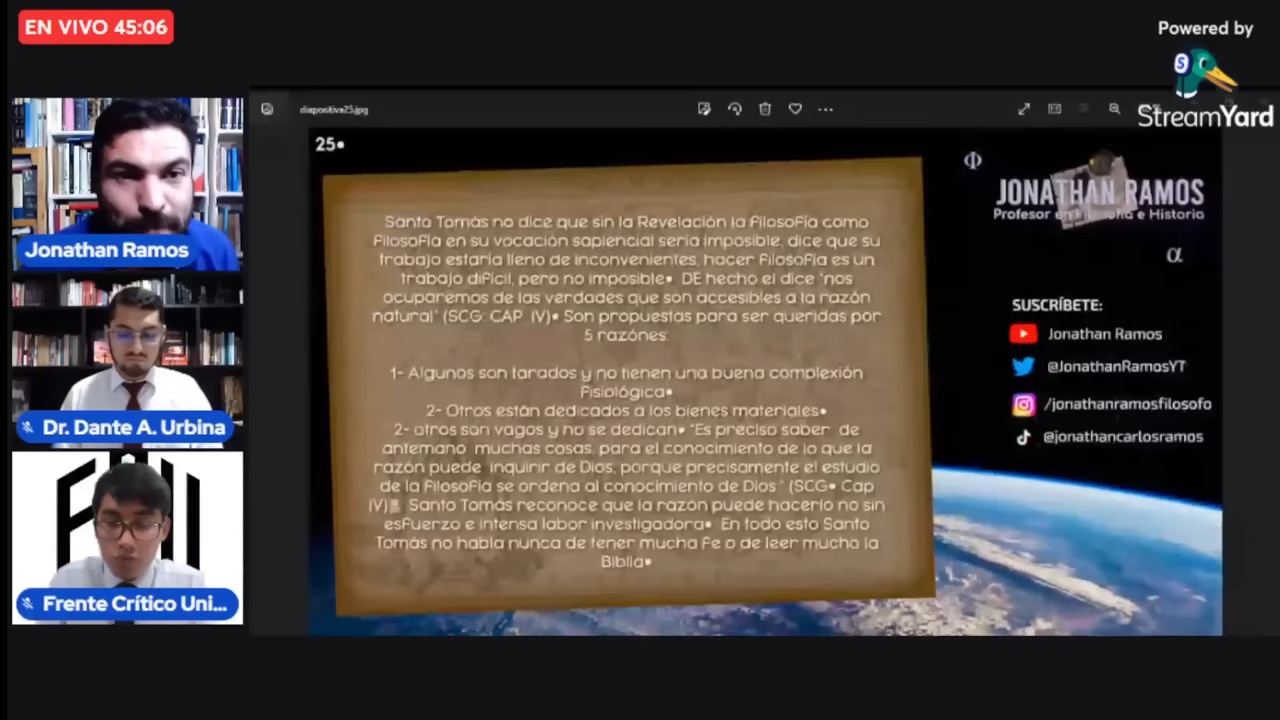 EN VIVO 45:06
Powered by
S
StreamYard
diapositiva25.jpg
25•
Φ
JONATHAN RAMOS
Profesor en Filosofía e Historia
α
Santo Tomás no dice que sin la Revelación la filosofía como
filosofía en su vocación sapiencial sería imposible, dice que su
trabajo estaría lleno de inconvenientes, hacer filosofía es un
trabajo difícil, pero no imposible• DE hecho el dice "nos
ocuparemos de las verdades que son accesibles a la razón
natural" (SCG: CAP IV)• Son propuestas para ser queridas por
5 razónes:
1- Algunos son tarados y no tienen una buena complexión
fisiológica•
2- Otros están dedicados a los bienes materiales•
2- otros son vagos y no se dedican• "Es preciso saber de
antemano muchas cosas, para el conocimiento de lo que la
razón puede inquirir de Dios, porque precisamente el estudio
de la filosofía se ordena al conocimiento de Dios" (SCG• Cap
IV) Santo Tomás reconoce que la razón puede hacerlo no sin
esfuerzo e intensa labor investigadora• En todo esto Santo
Tomás no habla nunca de tener mucha fe o de leer mucho la
Biblia•
SUSCRÍBETE:
Jonathan Ramos
@JonathanRamosYT
/jonathanramosfilosofo
@jonathancarlosramos
Jonathan Ramos
Dr. Dante A. Urbina
Frente Crítico Uni...